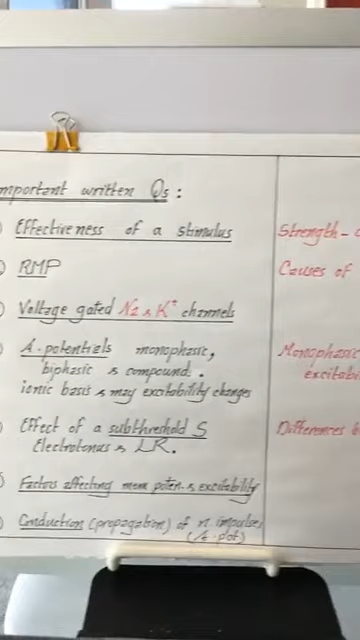 mportant written Qs :
Effectiveness of a stimulus
Strength -
RMP
Causes of
Voltage gated Na & K+ channels
A. potentials monophasic,
Monophasic
biphasic & compound.
excitabi
ionic basis & may excitability changes
Effect of a subthreshold S
Differences b
Electrotonus & LR.
Factors affecting mem poten. & excitability
Conduction (propagation) of n impulses
(A. pot)